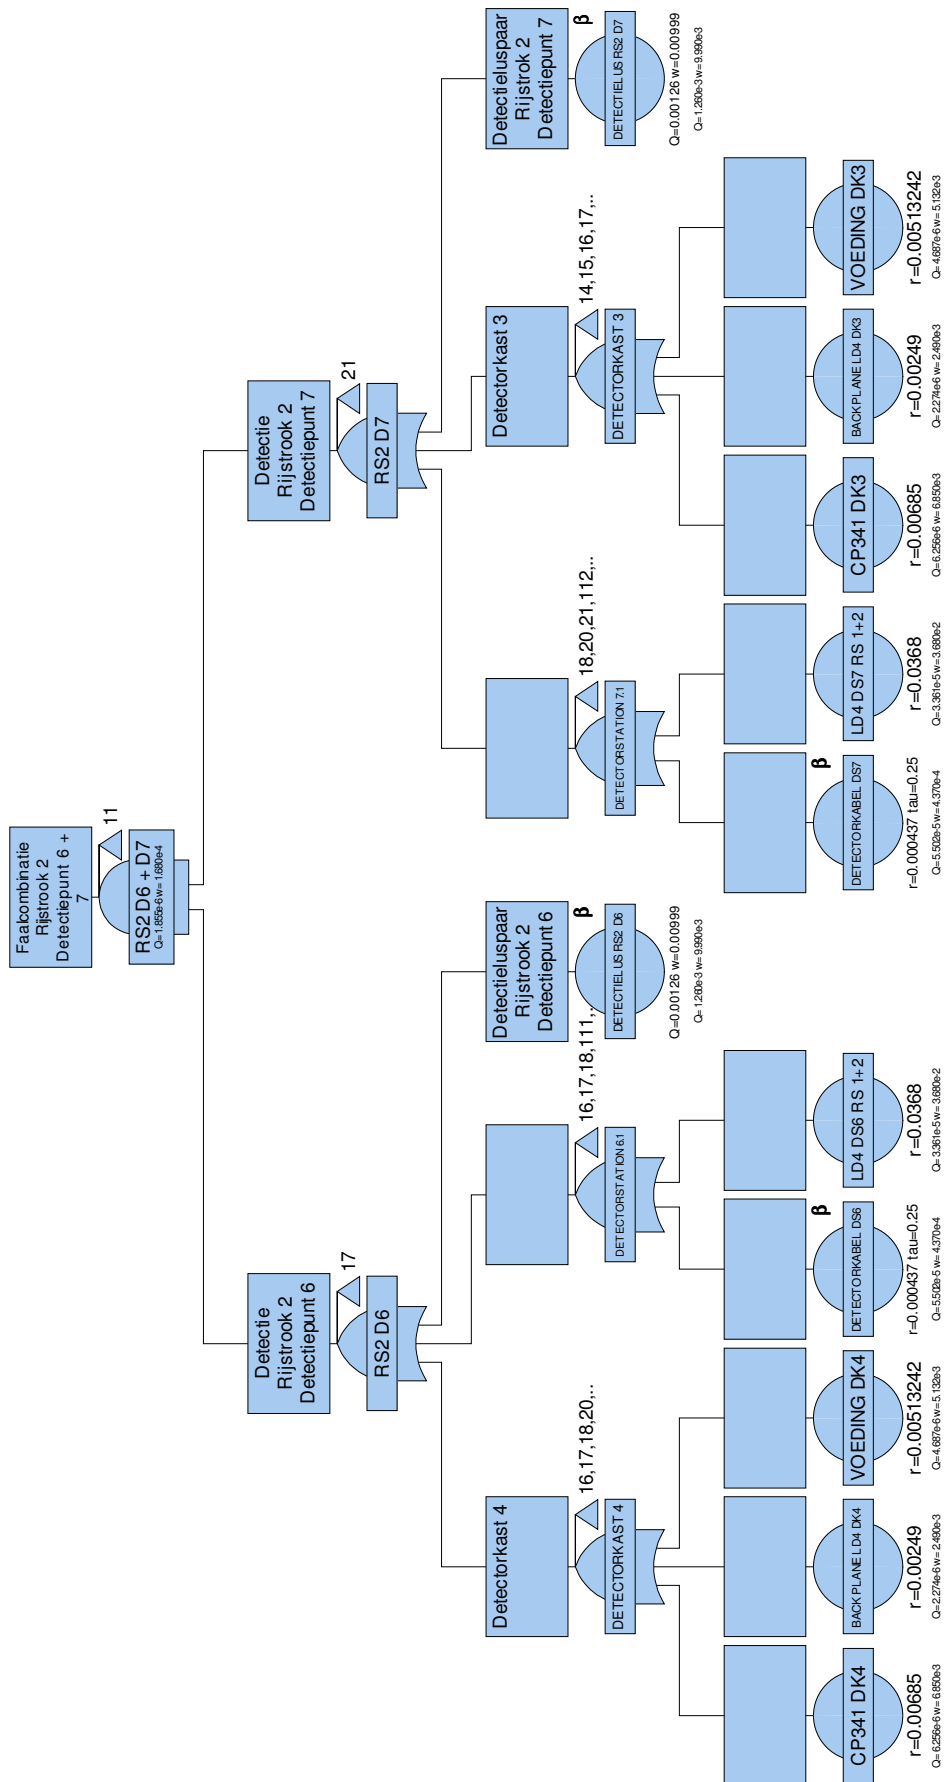 Faalcombinatie
Rijstrook 2
Detectiepunt 6 +
7
11
RS2 D6 + D7
Q=1.855e-6 w=1.680e-4
Detectie
Rijstrook 2
Detectiepunt 6
17
RS2 D6
Detectie
Rijstrook 2
Detectiepunt 7
21
RS2 D7
Detectorkast 4
16,17,18,20,..
DETECTORKAST 4
16,17,18,111,..
DETECTORSTATION 6.1
Detectieluspaar
Rijstrook 2
Detectiepunt 6
β
DETECTIELUS RS2 D6
Q=0.00126 w=0.00999
Q=1.260e-3 w=9.990e-3
18,20,21,112,..
DETECTORSTATION 7.1
Detectorkast 3
14,15,16,17,..
DETECTORKAST 3
Detectieluspaar
Rijstrook 2
Detectiepunt 7
β
DETECTIELUS RS2 D7
Q=0.00126 w=0.00999
Q=1.260e-3 w=9.990e-3
CP341 DK4
r=0.00685
Q=6.256e-6 w=6.850e-3
BACKPLANE LD4 DK4
r=0.00249
Q=2.274e-6 w=2.490e-3
VOEDING DK4
r=0.00513242
Q=4.687e-6 w=5.132e-3
β
DETECTORKABEL DS6
r=0.000437 tau=0.25
Q=5.502e-5 w=4.370e-4
LD4 DS6 RS 1+2
r=0.0368
Q=3.361e-5 w=3.680e-2
β
DETECTORKABEL DS7
r=0.000437 tau=0.25
Q=5.502e-5 w=4.370e-4
LD4 DS7 RS 1+2
r=0.0368
Q=3.361e-5 w=3.680e-2
CP341 DK3
r=0.00685
Q=6.256e-6 w=6.850e-3
BACKPLANE LD4 DK3
r=0.00249
Q=2.274e-6 w=2.490e-3
VOEDING DK3
r=0.00513242
Q=4.687e-6 w=5.132e-3